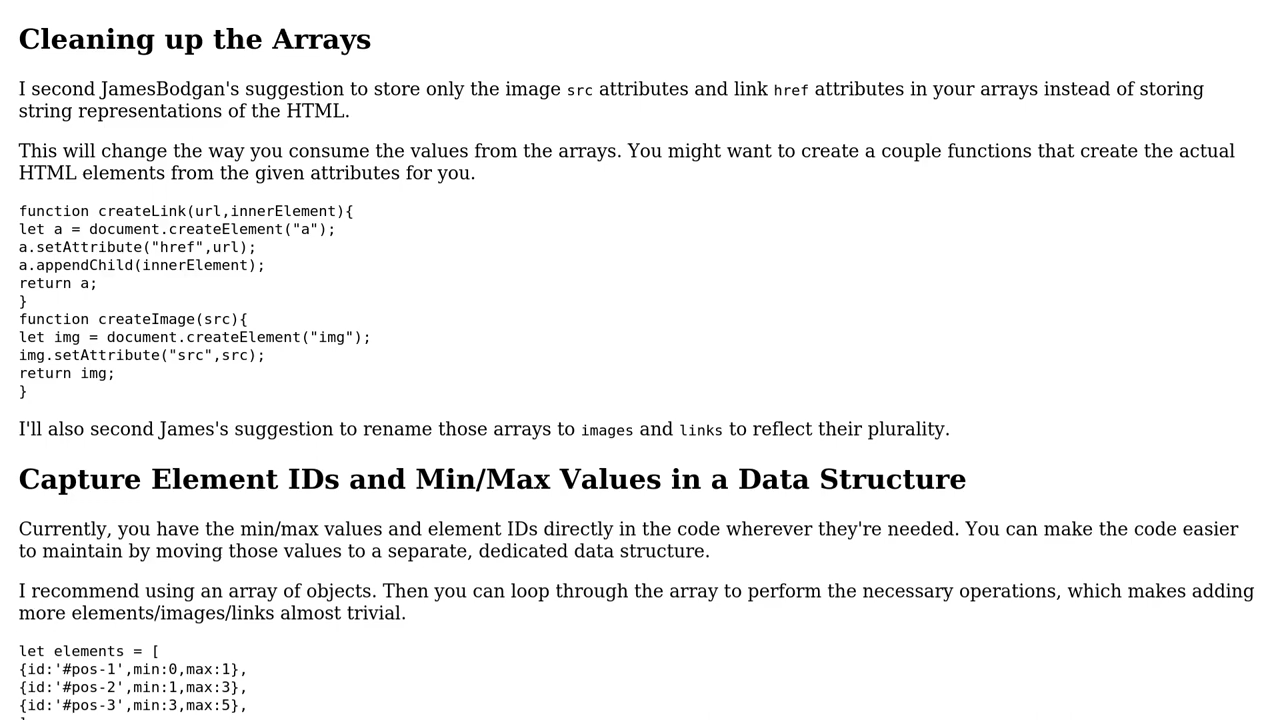 Cleaning up the Arrays
I second JamesBodgan's suggestion to store only the image src attributes and link href attributes in your arrays instead of storing
string representations of the HTML.
This will change the way you consume the values from the arrays. You might want to create a couple functions that create the actual
HTML elements from the given attributes for you.
function createLink(url,innerElement){
let a = document.createElement("a");
a.setAttribute("href",url);
a.appendChild(innerElement);
return a;
}
function createImage(src){
let img = document.createElement("img");
img.setAttribute("src",src);
return img;
}
I'll also second James's suggestion to rename those arrays to images and links to reflect their plurality.
Capture Element IDs and Min/Max Values in a Data Structure
Currently, you have the min/max values and element IDs directly in the code wherever they're needed. You can make the code easier
to maintain by moving those values to a separate, dedicated data structure.
I recommend using an array of objects. Then you can loop through the array to perform the necessary operations, which makes adding
more elements/images/links almost trivial.
let elements = [
{id:'#pos-1',min:0,max:1},
{id:'#pos-2',min:1,max:3},
{id:'#pos-3',min:3,max:5},